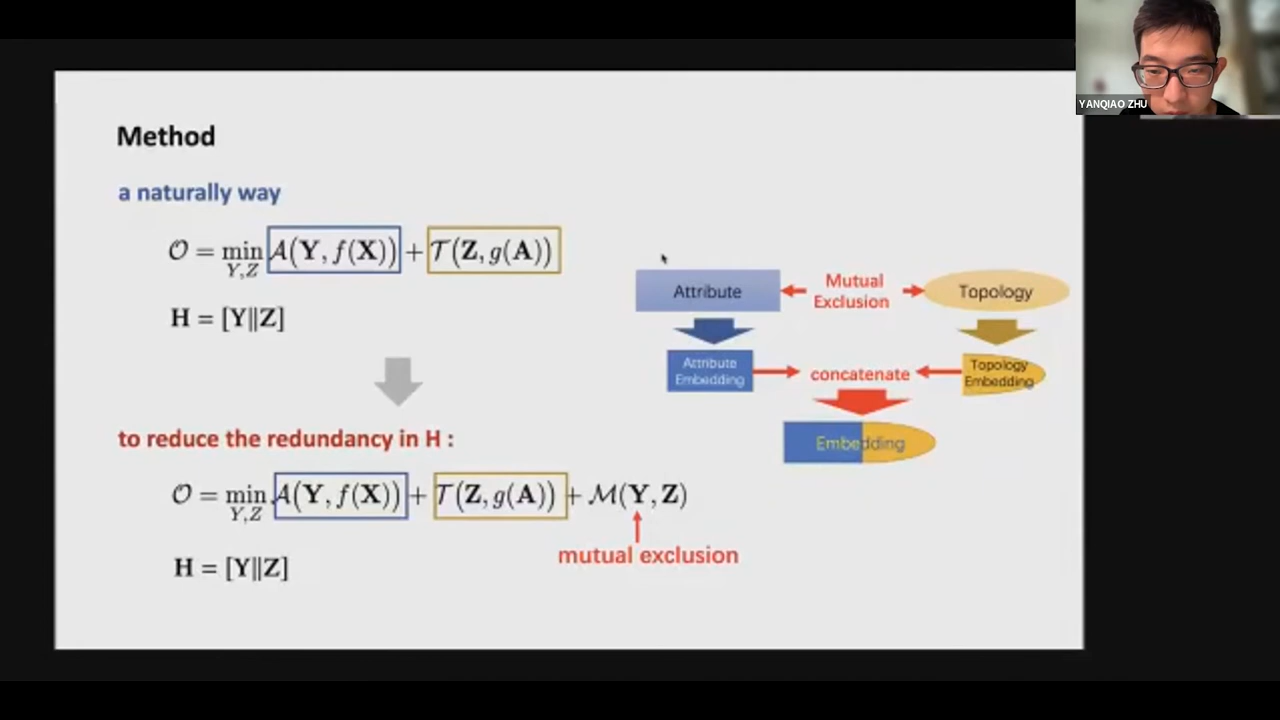 YANQIAO ZHU
Method
a naturally way
𝒪 = min 𝒜(Y, f(X)) + 𝒯(Z, g(A))
Y,Z
H = [Y‖Z]
to reduce the redundancy in H :
𝒪 = min 𝒜(Y, f(X)) + 𝒯(Z, g(A)) + ℳ(Y, Z)
Y,Z
mutual exclusion
H = [Y‖Z]
Attribute
Mutual
Exclusion
Topology
Attribute
Embedding
concatenate
Topology
Embedding
Embedding